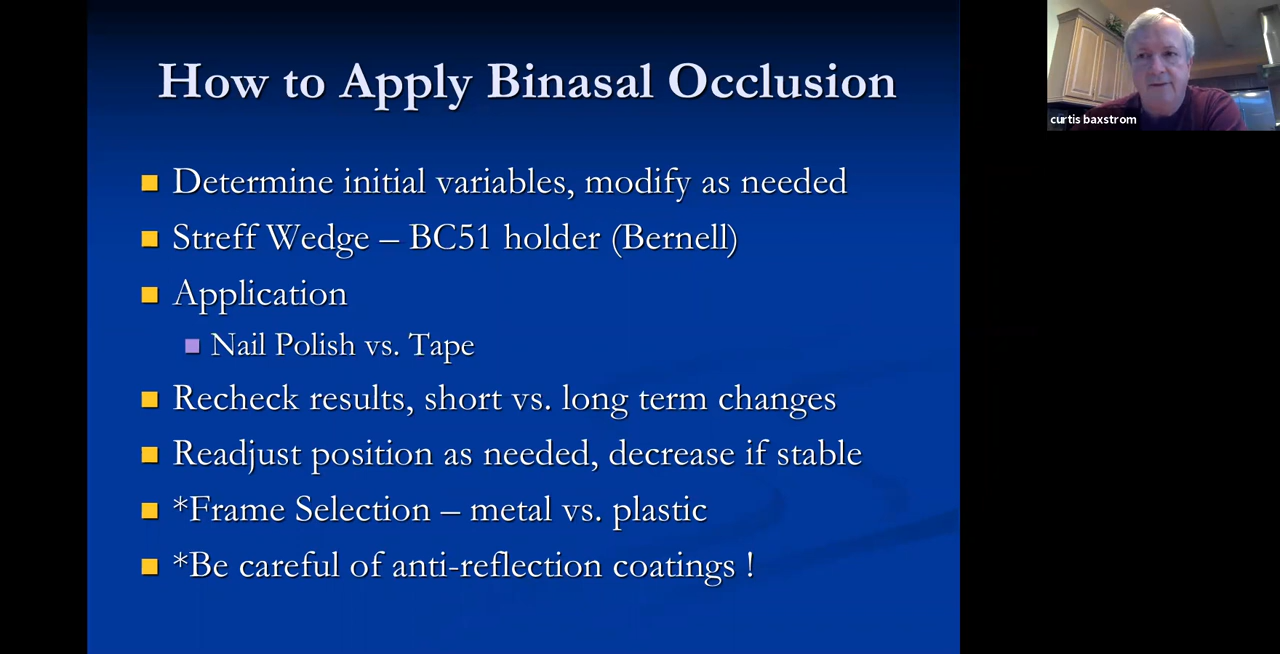 How to Apply Binasal Occlusion
Determine initial variables, modify as needed
Streff Wedge – BC51 holder (Bernell)
Application
Nail Polish vs. Tape
Recheck results, short vs. long term changes
Readjust position as needed, decrease if stable
*Frame Selection – metal vs. plastic
*Be careful of anti-reflection coatings !
curtis baxstrom